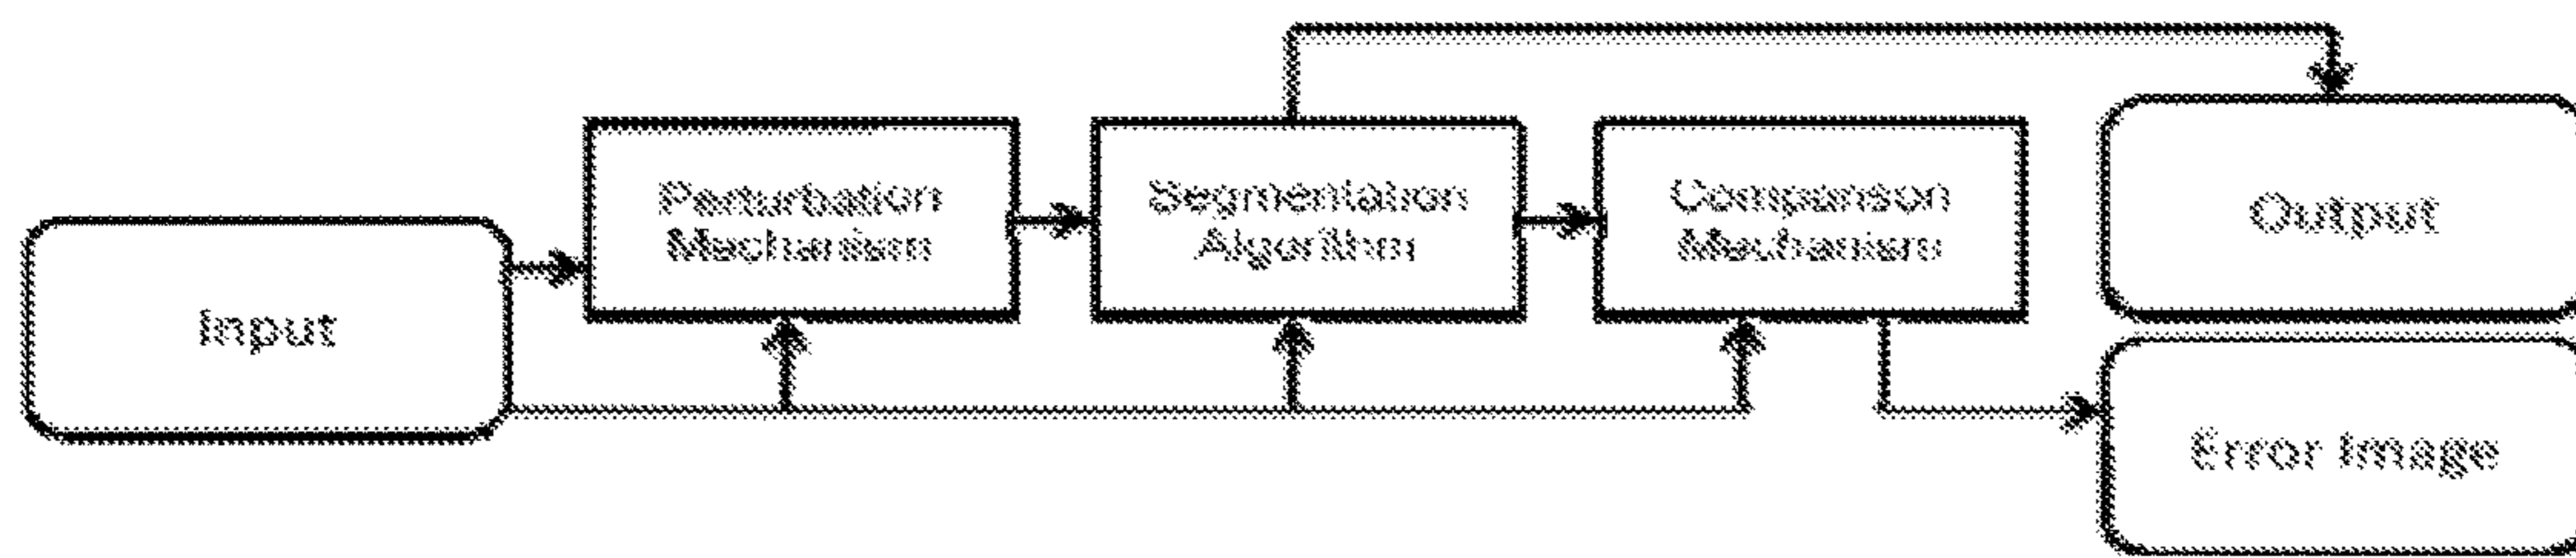 Input
Perturbation
Mechanism
Segmentation
Algorithm
Comparison
Mechanism
Output
Error Image